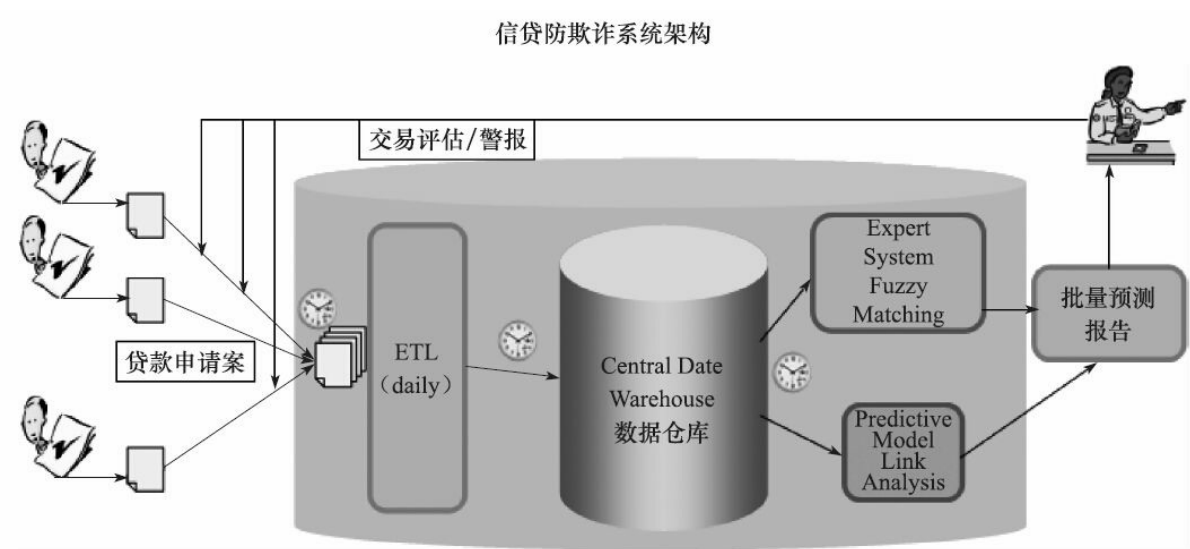 信贷防欺诈系统架构
交易评估/警报
贷款申请案
ETL
（daily）
Central Date
Warehouse
数据仓库
Expert
System
Fuzzy
Matching
Predictive
Model
Link
Analysis
批量预测
报告